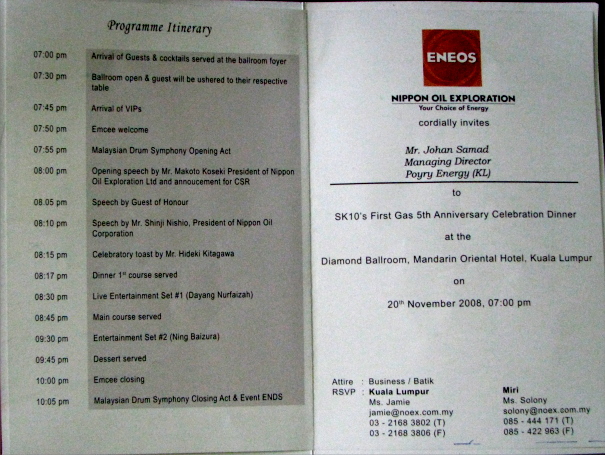 Programme Itinerary
07:00 pm Arrival of Guests & cocktails served at the ballroom foyer
07:30 pm Ballroom open & guest will be ushered to their respective
table
07:45 pm Arrival of VIPs
07:50 pm Emcee welcome
07:55 pm Malaysian Drum Symphony Opening Act
08:00 pm Opening speech by Mr. Makoto Koseki President of Nippon
Oil Exploration Ltd and annoucement for CSR
08.05 pm Speech by Guest of Honour
08:10 pm Speech by Mr. Shinji Nishio, President of Nippon Oil
Corporation
08:15 pm Celebratory toast by Mr. Hideki Kitagawa
08:17 pm Dinner 1st course served
08:30 pm Live Entertainment Set #1 (Dayang Nurfaizah)
08:45 pm Main course served
09:30 pm Entertainment Set #2 (Ning Baizura)
09:45 pm Dessert served
10:00 pm Emcee closing
10:05 pm Malaysian Drum Symphony Closing Act & Event ENDS
ENEOS
NIPPON OIL EXPLORATION
Your Choice of Energy
cordially invites
Mr. Johan Samad
Managing Director
Poyry Energy (KL)
to
SK10's First Gas 5th Anniversary Celebration Dinner
at the
Diamond Ballroom, Mandarin Oriental Hotel, Kuala Lumpur
on
20th November 2008, 07:00 pm
Attire : Business / Batik
RSVP : Kuala Lumpur
Ms. Jamie
jamie@noex.com.my
03 - 2168 3802 (T)
03 - 2168 3806 (F)
Miri
Ms. Solony
solony@noex.com.my
085 - 444 171 (T)
085 - 422 963 (F)